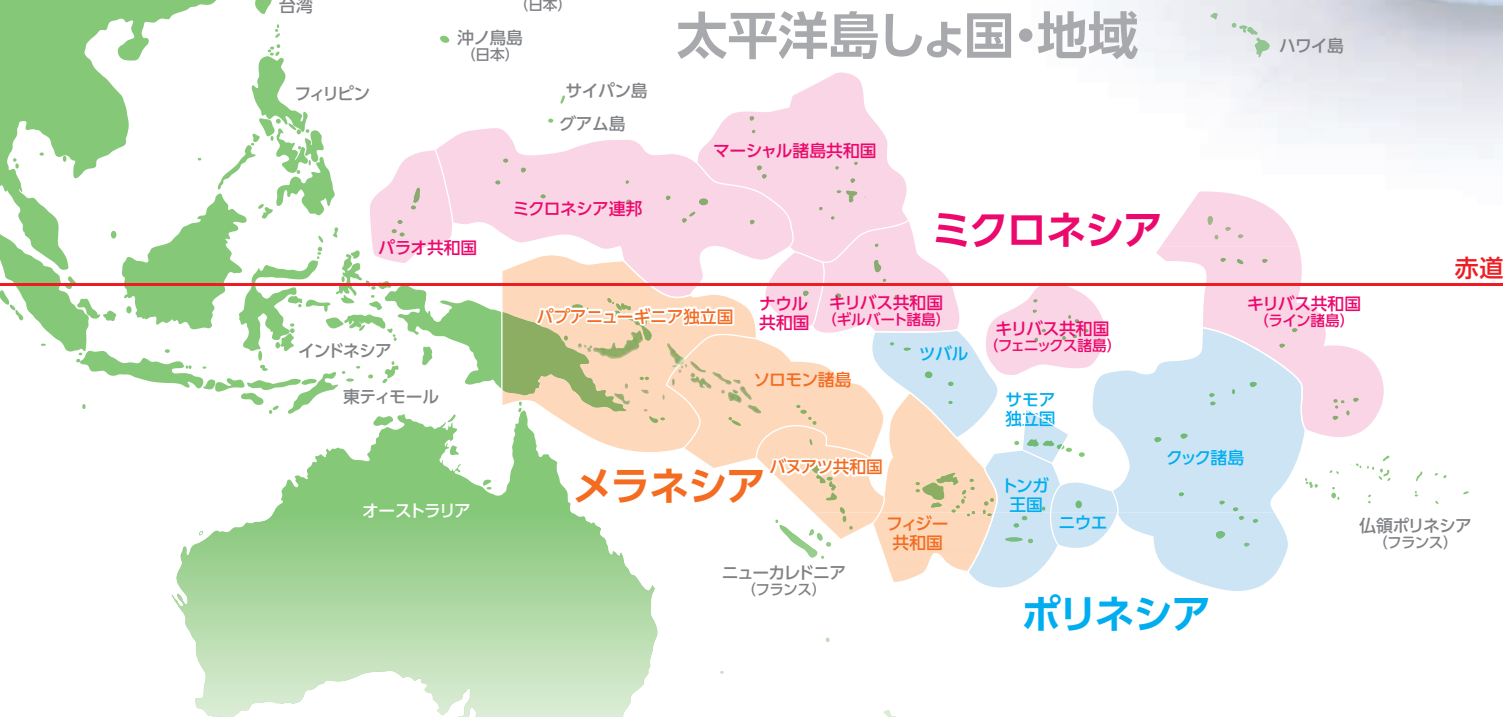 台湾
(日本)
太平洋島しょ国・地域
沖ノ鳥島
(日本)
ハワイ島
フィリピン
サイパン島
グアム島
マーシャル諸島共和国
ミクロネシア連邦
ミクロネシア
パラオ共和国
赤道
パプアニューギニア独立国
ナウル
共和国
キリバス共和国
(ギルバート諸島)
キリバス共和国
(フェニックス諸島)
キリバス共和国
(ライン諸島)
インドネシア
ツバル
ソロモン諸島
東ティモール
サモア
独立国
メラネシア
バヌアツ共和国
クック諸島
オーストラリア
トンガ
王国
ニウエ
フィジー
共和国
仏領ポリネシア
(フランス)
ニューカレドニア
(フランス)
ポリネシア